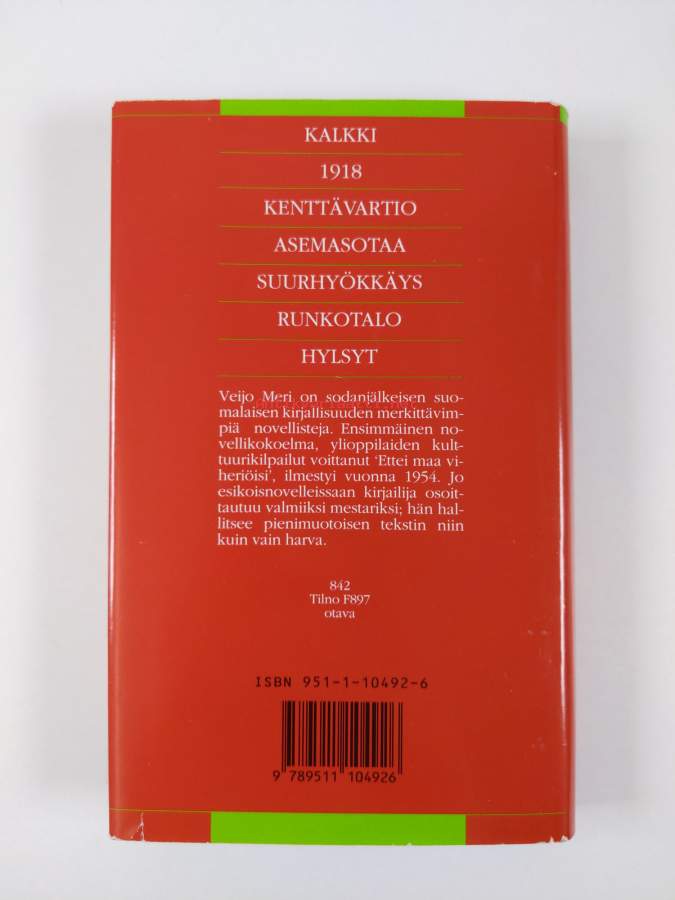 KALKKI
1918
KENTTÄVARTIO
ASEMASOTAA
SUURHYÖKKÄYS
RUNKOTALO
HYLSYT
Veijo Meri on sodanjälkeisen suo-
malaisen kirjallisuuden merkittävim-
piä novellisteja. Ensimmäinen no-
vellikokoelma, ylioppilaiden kult-
tuurikilpailut voittanut 'Ettei maa vi-
heriöisi', ilmestyi vuonna 1954. Jo
esikoisnovelleissaan kirjailija osoit-
tautuu valmiiksi mestariksi; hän hal-
litsee pienimuotoisen tekstin niin
kuin vain harva.
842
Tilno F897
otava
ISBN 951-1-10492-6
9 789511 104926